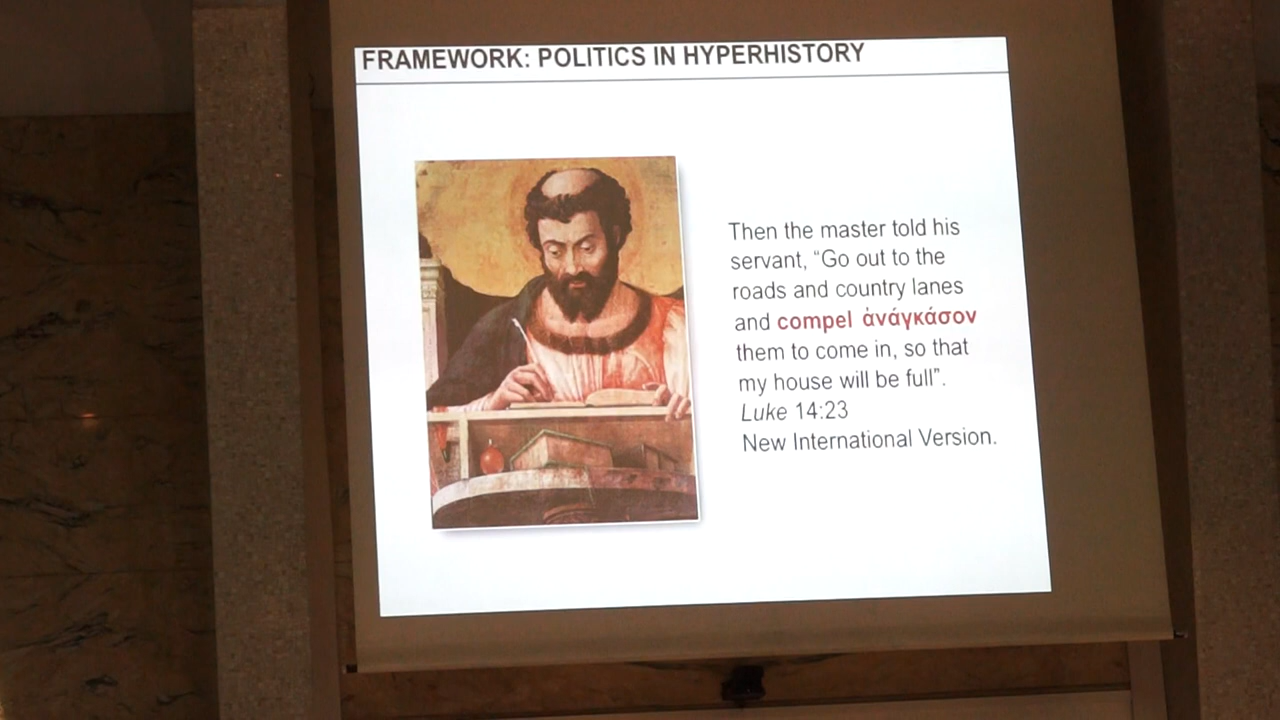 FRAMEWORK: POLITICS IN HYPERHISTORY
Then the master told his
servant, “Go out to the
roads and country lanes
and compel ἀνάγκάσον
them to come in, so that
my house will be full”.
Luke 14:23
New International Version.